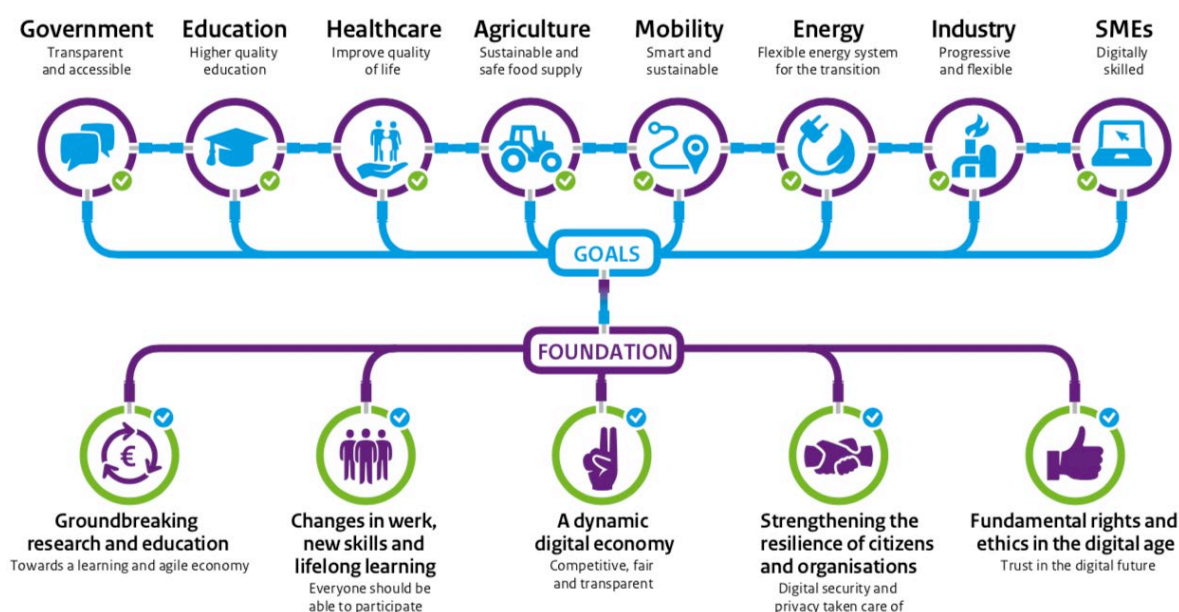 Government
Transparent
and accessible
Education
Higher quality
education
Healthcare
Improve quality
of life
Agriculture
Sustainable and
safe food supply
Mobility
Smart and
sustainable
Energy
Flexible energy system
for the transition
Industry
Progressive
and flexible
SMEs
Digitally
skilled
GOALS
FOUNDATION
€
Groundbreaking
research and education
Towards a learning and agile economy
Changes in werk,
new skills and
lifelong learning
Everyone should be
able to participate
A dynamic
digital economy
Competitive, fair
and transparent
Strengthening the
resilience of citizens
and organisations
Digital security and
privacy taken care of
Fundamental rights and
ethics in the digital age
Trust in the digital future